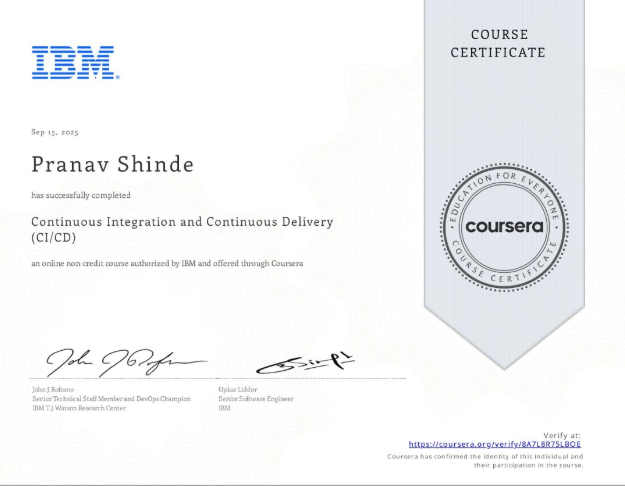 COURSE
CERTIFICATE
IBM
Sep 15, 2025
Pranav Shinde
has successfully completed
Continuous Integration and Continuous Delivery
(CI/CD)
an online non-credit course authorized by IBM and offered through Coursera
EDUCATION FOR EVERYONE
coursera
COURSE CERTIFICATE
John J Rofrano
John J. Rofrano
Senior Technical Staff Member and DevOps Champion
IBM T.J. Watson Research Center
Upkar Lidder
Senior Software Engineer
IBM
Verify at:
https://coursera.org/verify/8A7L8R75LBOE
Coursera has confirmed the identity of this individual and
their participation in the course.